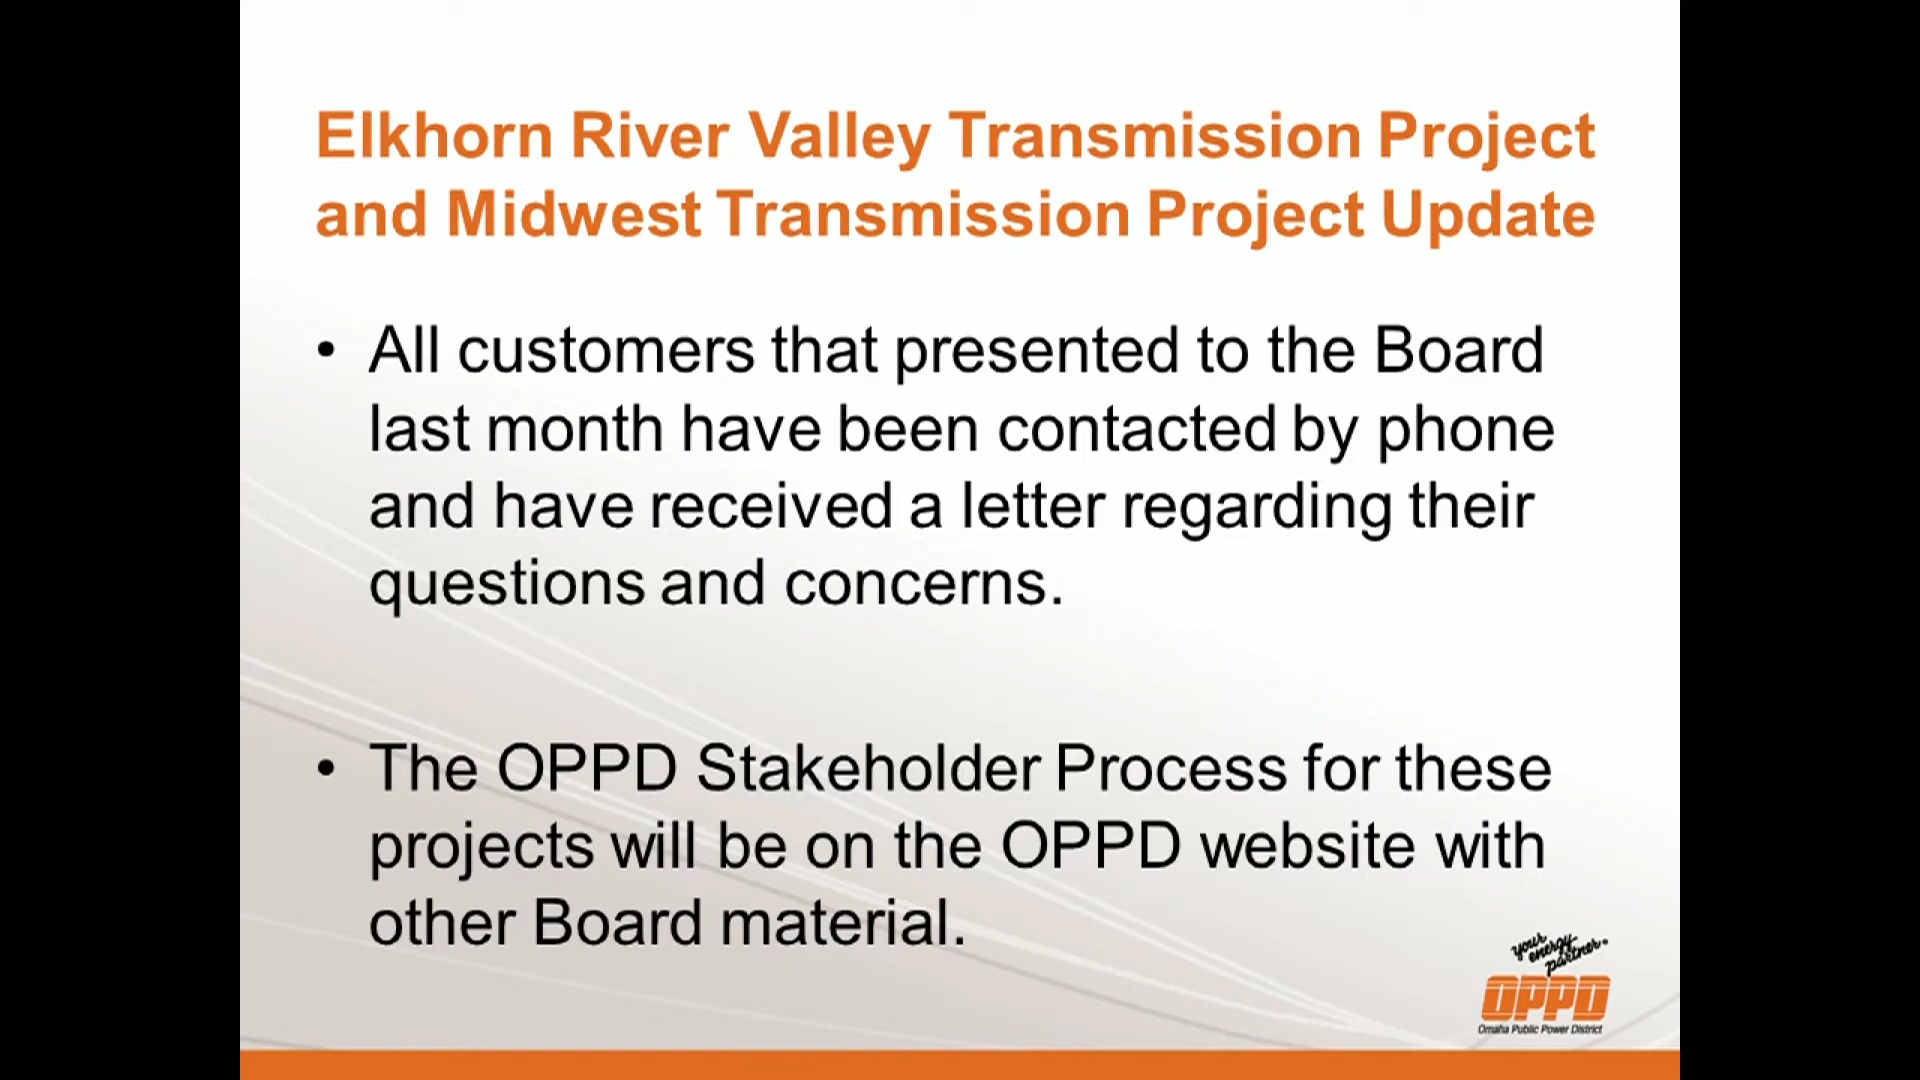 Elkhorn River Valley Transmission Project
and Midwest Transmission Project Update
• All customers that presented to the Board
last month have been contacted by phone
and have received a letter regarding their
questions and concerns.
• The OPPD Stakeholder Process for these
projects will be on the OPPD website with
other Board material.
your
energy
partner
OPPD
Omaha Public Power District